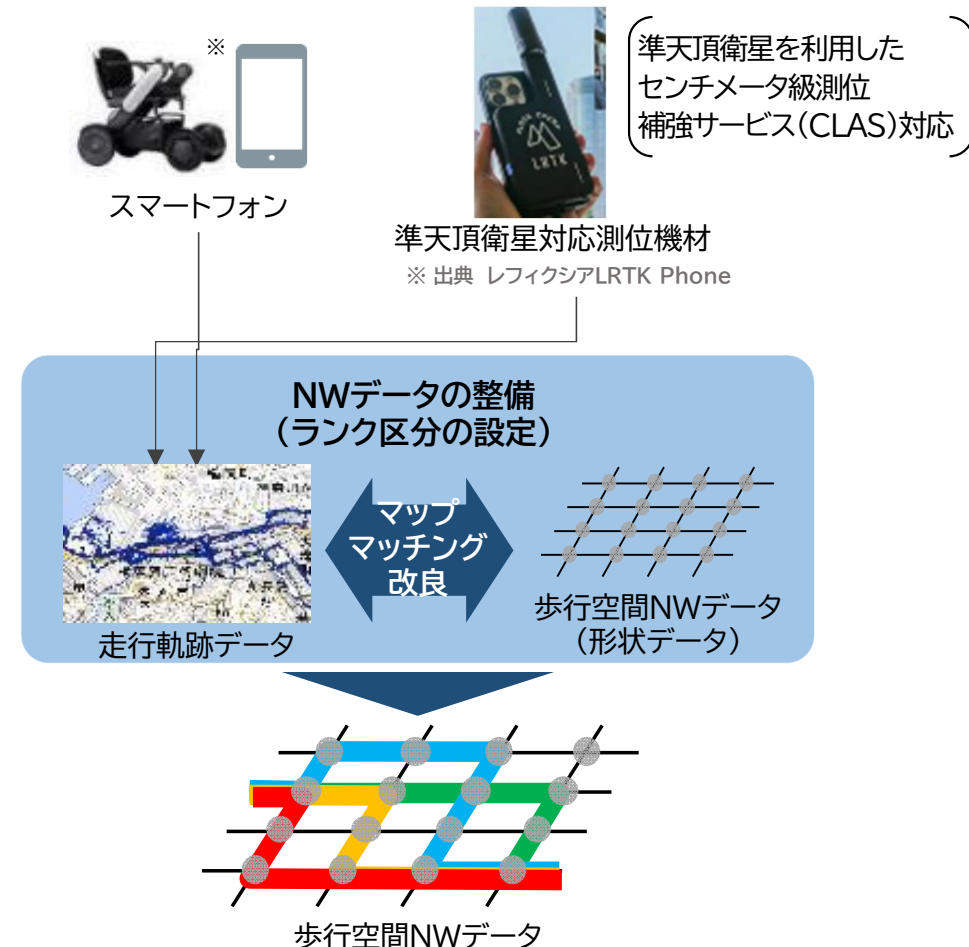 ※
準天頂衛星を利用した
センチメータ級測位
補強サービス(CLAS)対応
LRTK
スマートフォン
準天頂衛星対応測位機材
※ 出典 レフィクシアLRTK Phone
NWデータの整備
(ランク区分の設定)
マップ
マッチング
改良
走行軌跡データ
歩行空間NWデータ
(形状データ)
歩行空間NWデータ